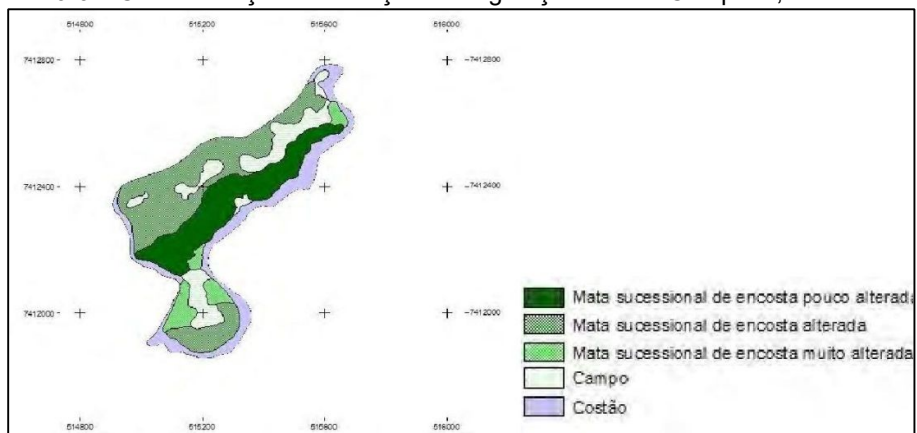 514800 515200 515600 516000
7412800 7412800
7412400 7412400
7412000 7412000
Mata sucessional de encosta pouco alterada
Mata sucessional de encosta alterada
Mata sucessional de encosta muito alterada
Campo
Costão
514800 515200 515600 516000